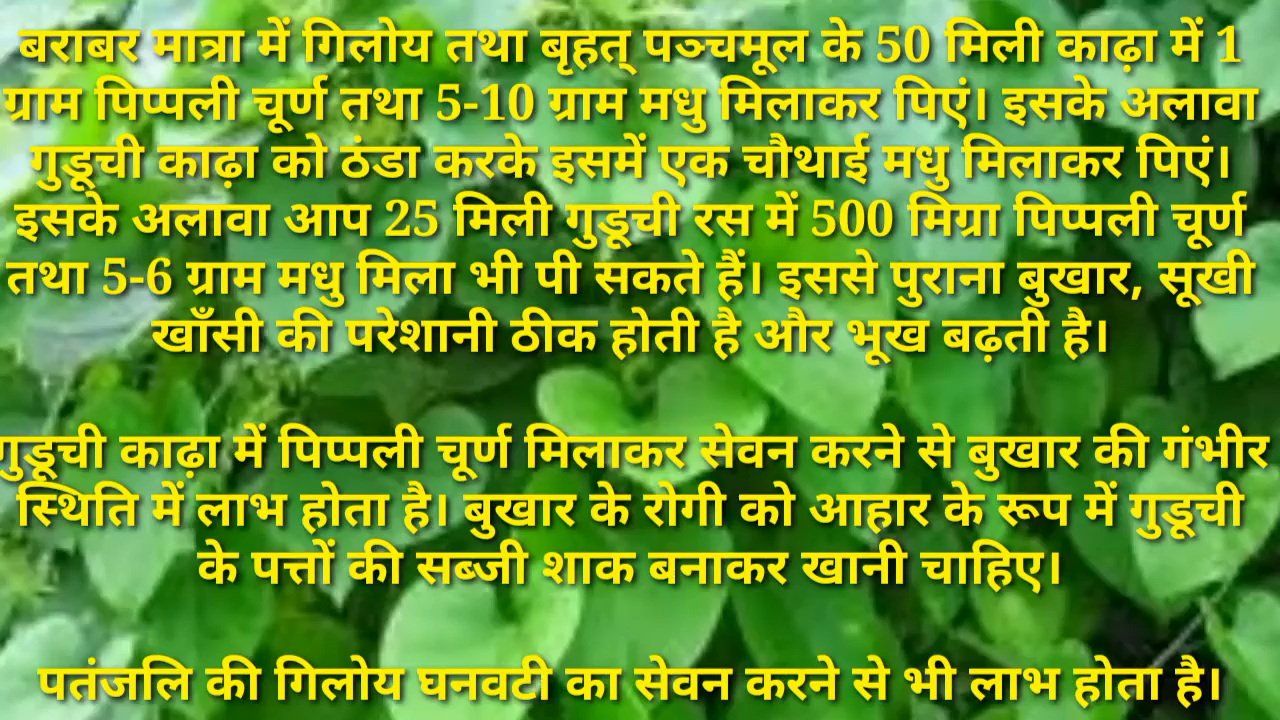 बराबर मात्रा में गिलोय तथा बृहत् पञ्चमूल के 50 मिली काढ़ा में 1
ग्राम पिप्पली चूर्ण तथा 5-10 ग्राम मधु मिलाकर पिएं। इसके अलावा
गुडूची काढ़ा को ठंडा करके इसमें एक चौथाई मधु मिलाकर पिएं।
इसके अलावा आप 25 मिली गुडूची रस में 500 मिग्रा पिप्पली चूर्ण
तथा 5-6 ग्राम मधु मिला भी पी सकते हैं। इससे पुराना बुखार, सूखी
खाँसी की परेशानी ठीक होती है और भूख बढ़ती है।
गुडूची काढ़ा में पिप्पली चूर्ण मिलाकर सेवन करने से बुखार की गंभीर
स्थिति में लाभ होता है। बुखार के रोगी को आहार के रूप में गुडूची
के पत्तों की सब्जी शाक बनाकर खानी चाहिए।
पतंजलि की गिलोय घनवटी का सेवन करने से भी लाभ होता है।